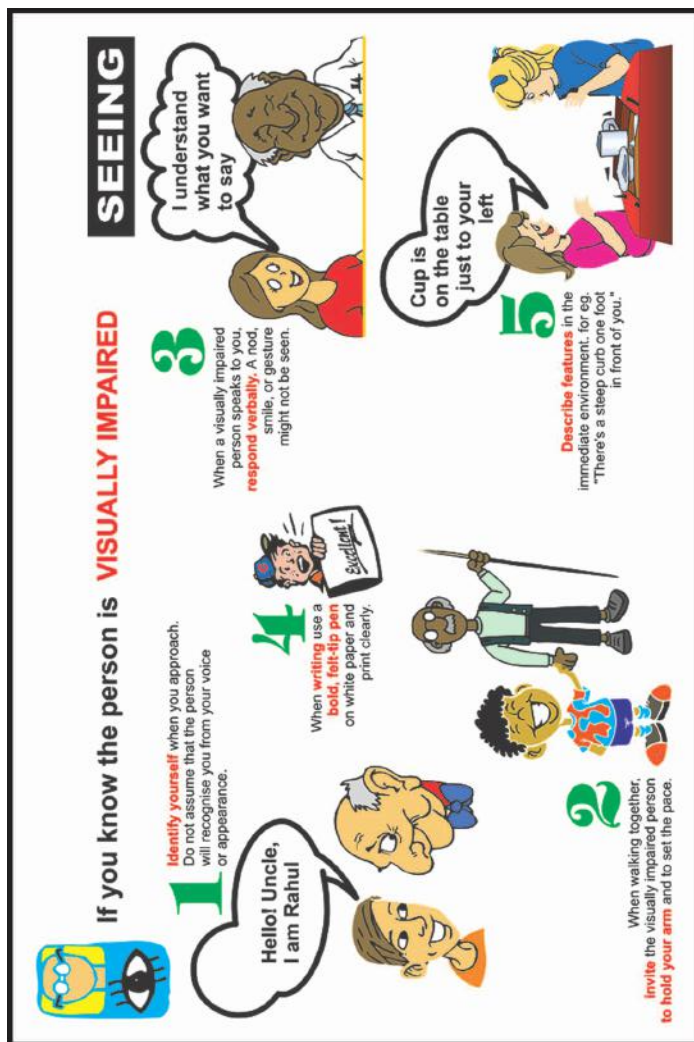 If you know the person is VISUALLY IMPAIRED
SEEING
1
Identify yourself when you approach.
Do not assume that the person
will recognise you from your voice
or appearance.
Hello! Uncle,
I am Rahul
2
When walking together,
invite the visually impaired person
to hold your arm and to set the pace.
3
When a visually impaired
person speaks to you,
respond verbally. A nod,
smile, or gesture
might not be seen.
I understand
what you want
to say
4
When writing use a
bold, felt-tip pen
on white paper and
print clearly.
Excellent!
5
Describe features in the
immediate environment. for eg.
"There's a steep curb one foot
in front of you."
Cup is
on the table
just to your
left